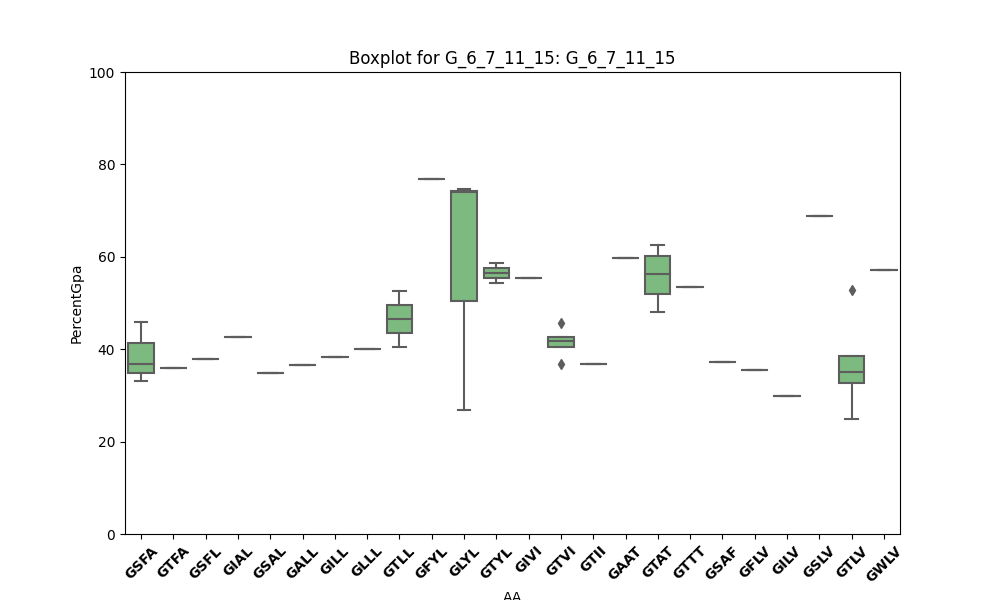 Boxplot for G_6_7_11_15: G_6_7_11_15
100
80
60
40
20
0
PercentGpa
GSFA GTFA GSFL GIAL GSAL GALL GILL GLLL GTLL GFYL GLYL GTYL GIVI GTVI GTII GAAT GTAT GTTT GSAF GFLV GILV GSLV GTLV GWLV
AA